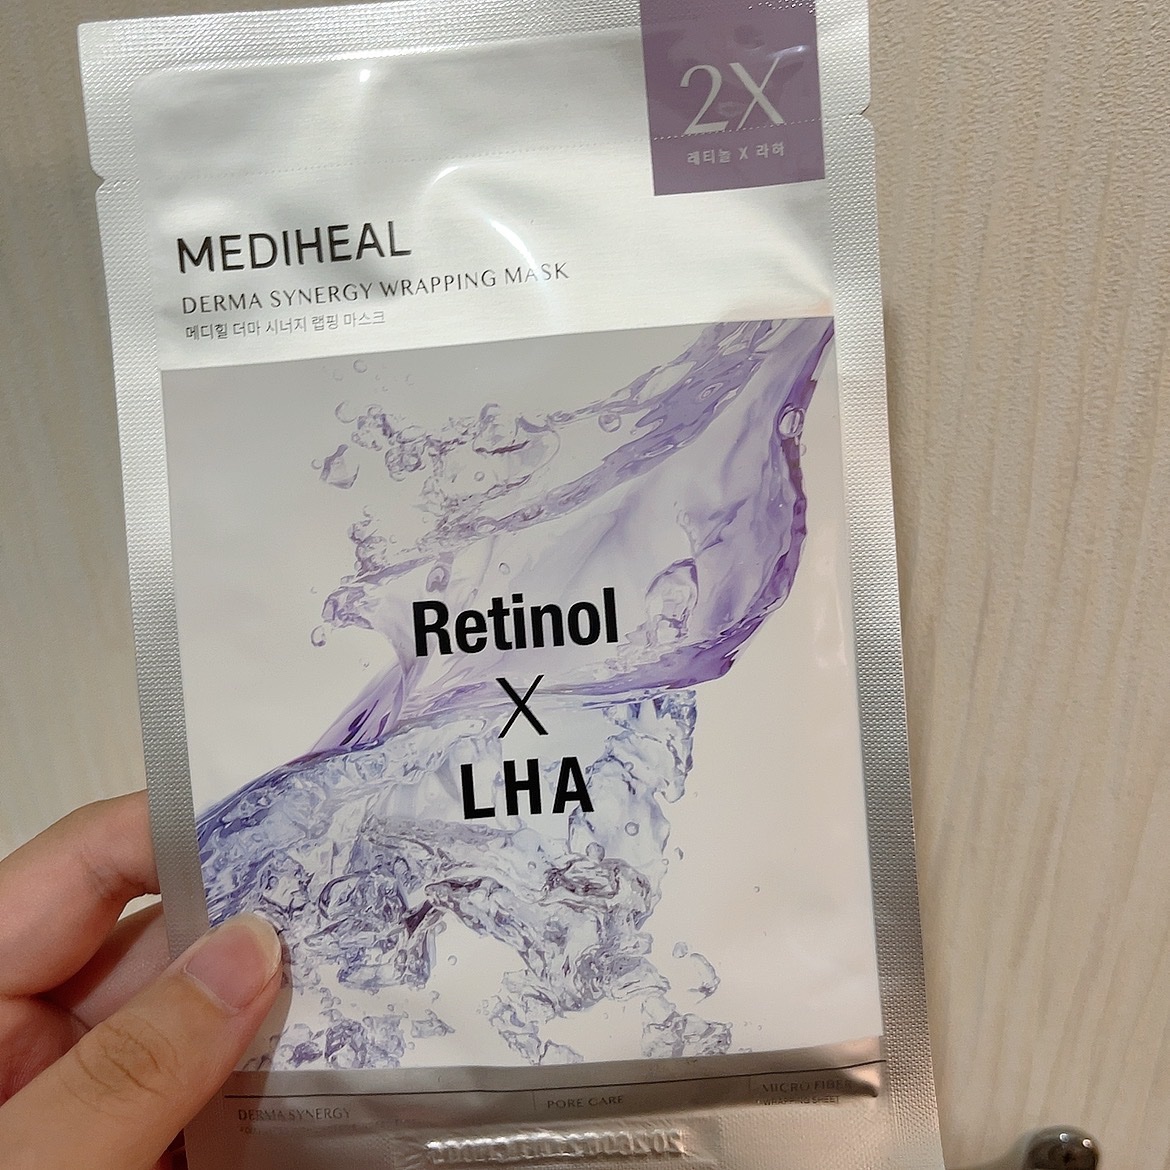 2X
레티놀 X 라하
MEDIHEAL
DERMA SYNERGY WRAPPING MASK
메디힐 더마 시너지 랩핑 마스크
Retinol
X
LHA
DERMA SYNERGY
PORE CARE
MICRO FIBER
WRAPPING SHEET